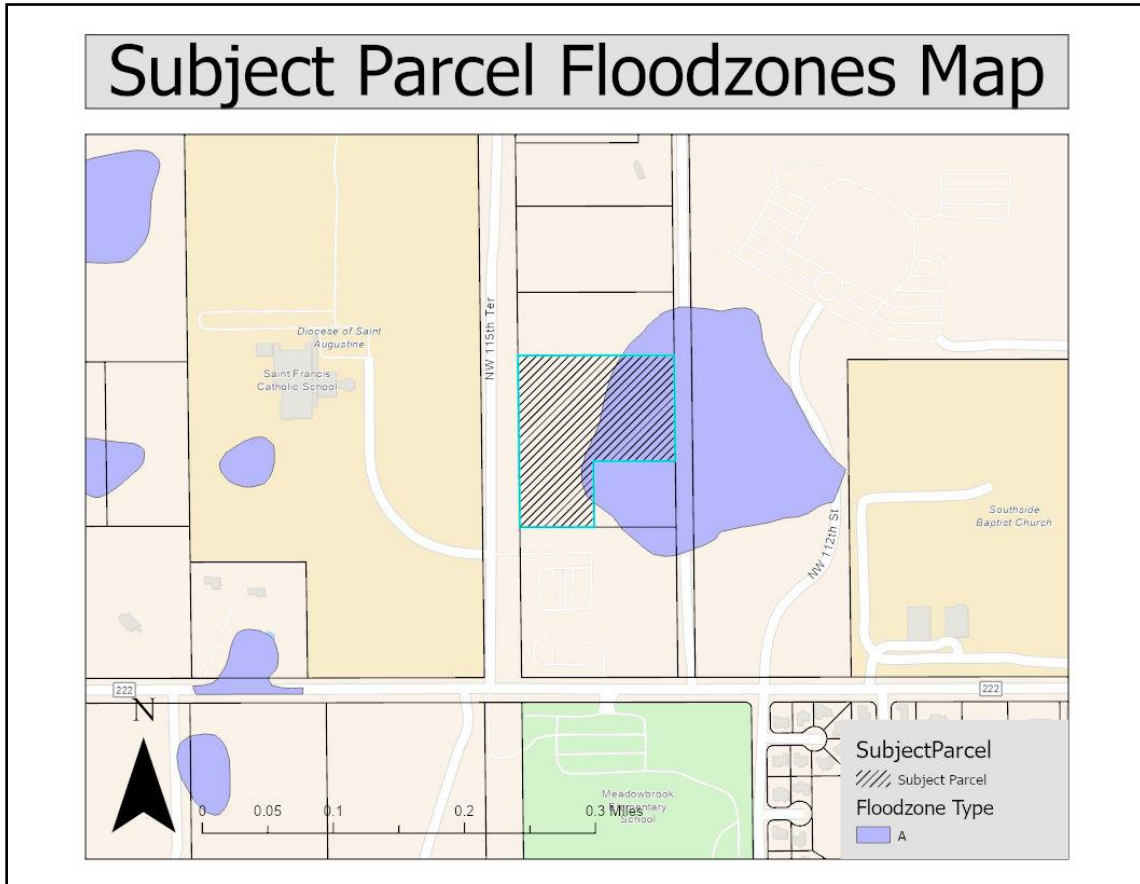 Subject Parcel Floodzones Map
NW 115th Ter
Diocese of Saint
Augustine
Saint Francis
Catholic School
Southside
Baptist Church
NW 112th St
222
222
N
0
0.05
0.1
0.2
0.3 Miles
Meadowbrook
Elementary
School
SubjectParcel
Subject Parcel
Floodzone Type
A